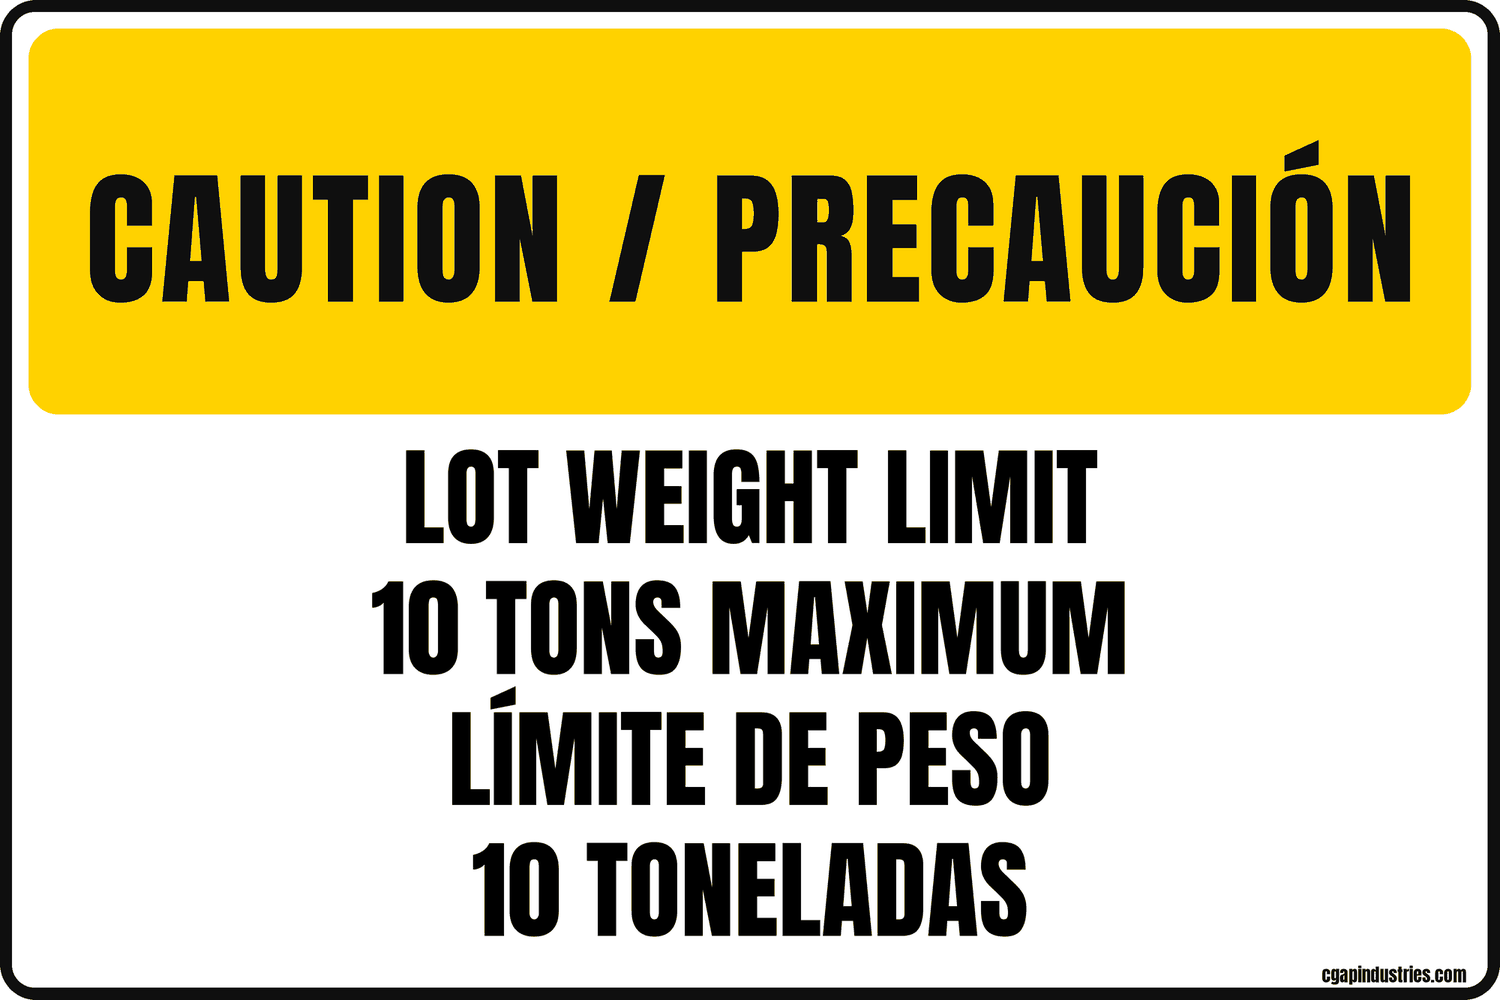 CAUTION / PRECAUCIÓN
LOT WEIGHT LIMIT
10 TONS MAXIMUM
LÍMITE DE PESO
10 TONELADAS
cgapindustries.com